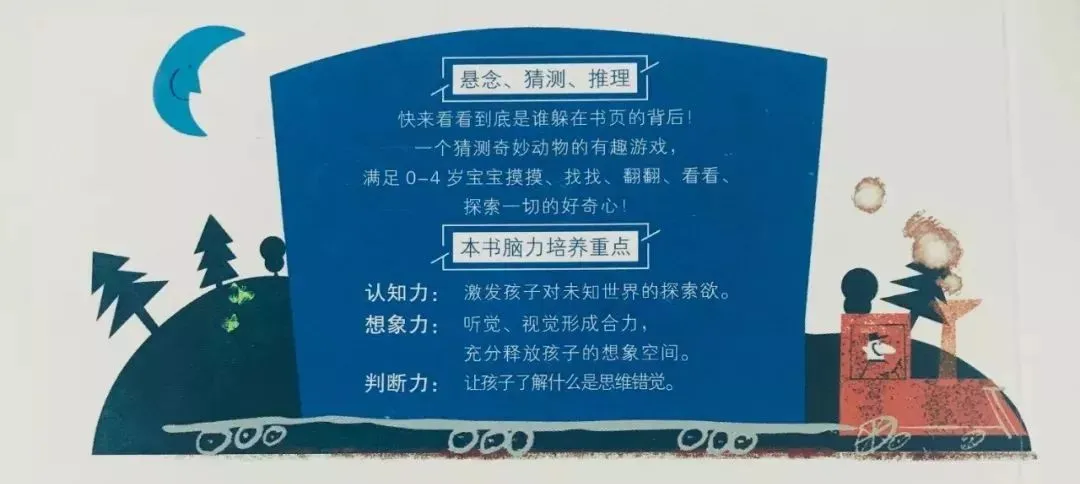 悬念、猜测、推理
快来看看到底是谁躲在书页的背后！
一个猜测奇妙动物的有趣游戏，
满足 0-4 岁宝宝摸摸、找找、翻翻、看看、
探索一切的好奇心！
本书脑力培养重点
认知力： 激发孩子对未知世界的探索欲。
想象力： 听觉、视觉形成合力，
充分释放孩子的想象空间。
判断力： 让孩子了解什么是思维错觉。